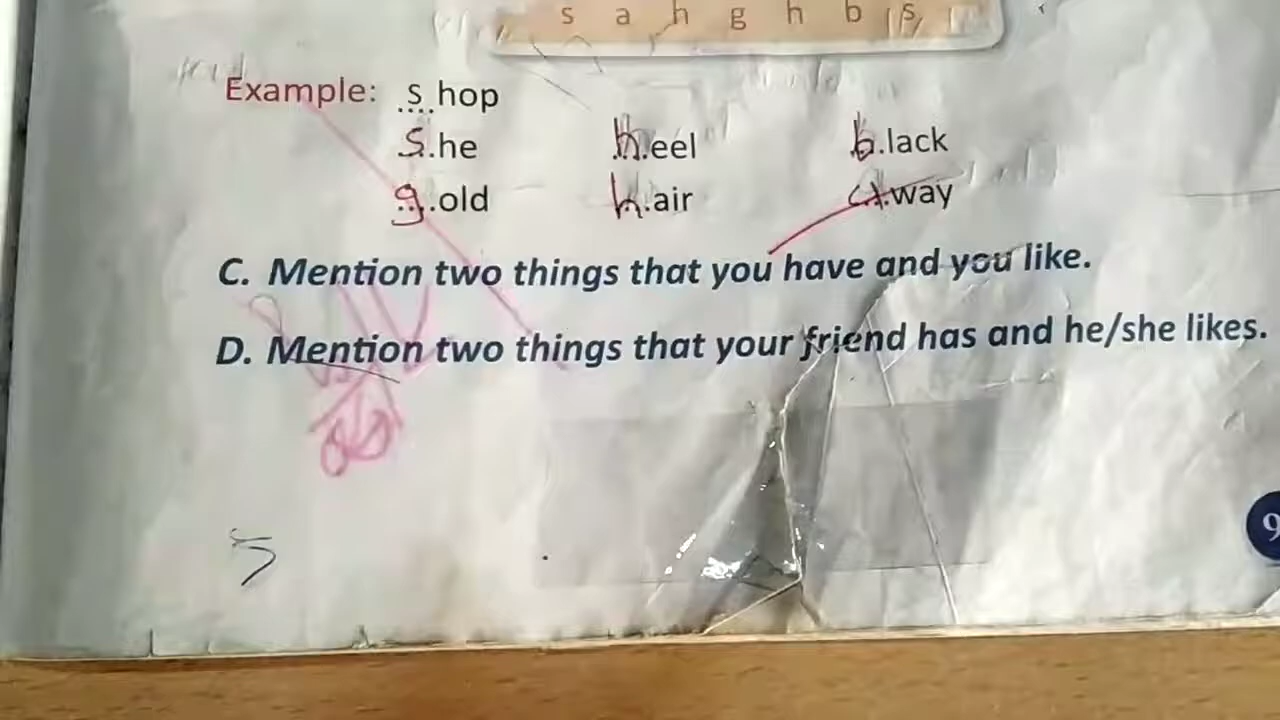 s a h g h b s
Example: .s..hop
s.he h.eel b.lack
g.old h.air a.way
C. Mention two things that you have and you like.
D. Mention two things that your friend has and he/she likes.
9